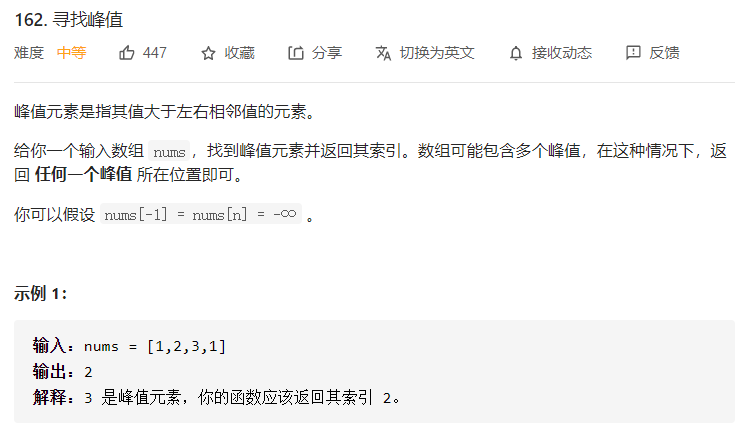 162. 寻找峰值
难度 中等 447 收藏 分享 切换为英文 接收动态 反馈
峰值元素是指其值大于左右相邻值的元素。
给你一个输入数组 nums，找到峰值元素并返回其索引。数组可能包含多个峰值，在这种情况下，返
回 任何一个峰值 所在位置即可。
你可以假设 nums[-1] = nums[n] = -∞ 。
示例 1：
输入：nums = [1,2,3,1]
输出：2
解释：3 是峰值元素，你的函数应该返回其索引 2。